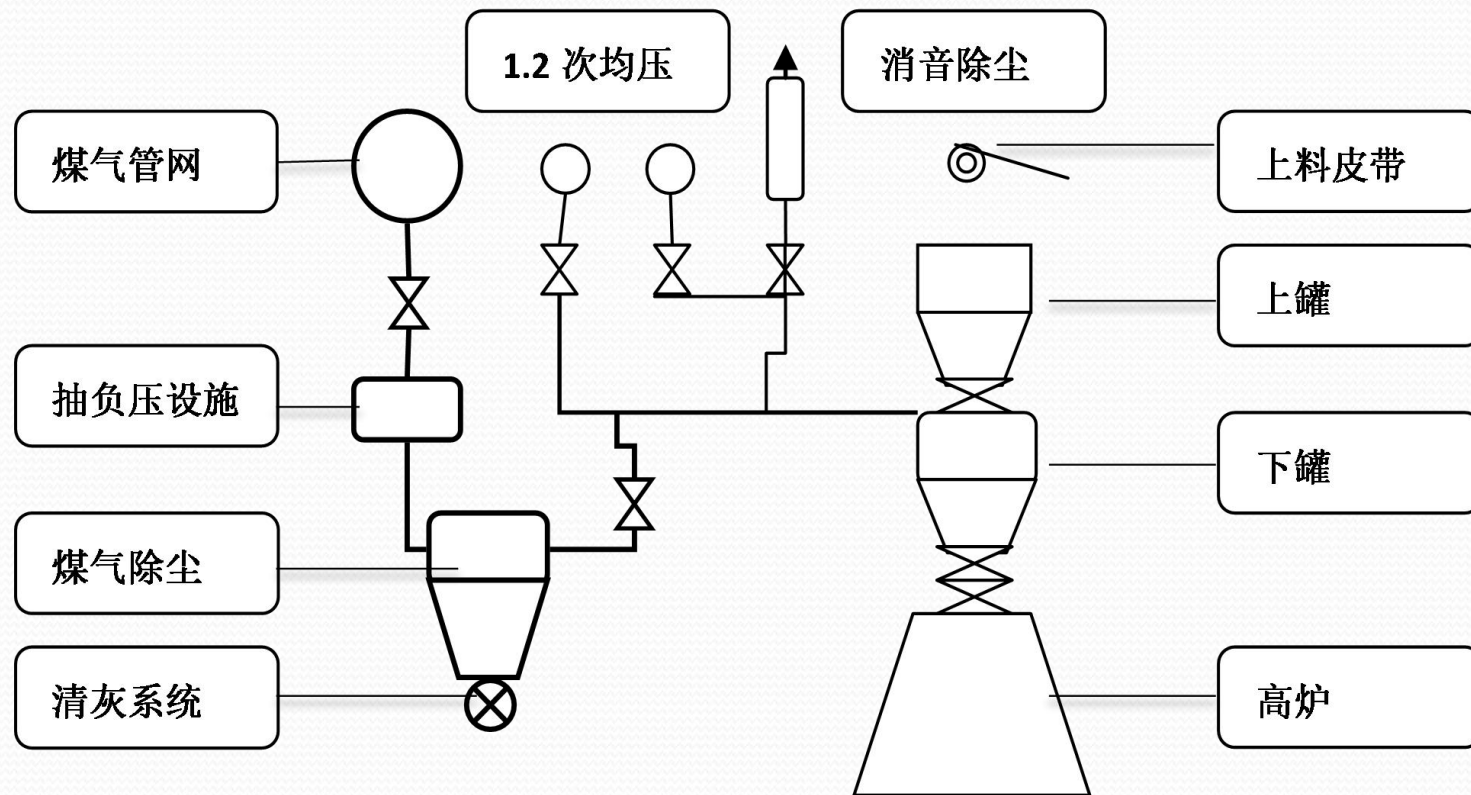 1.2 次均压
消音除尘
煤气管网
上料皮带
上罐
抽负压设施
下罐
煤气除尘
清灰系统
高炉